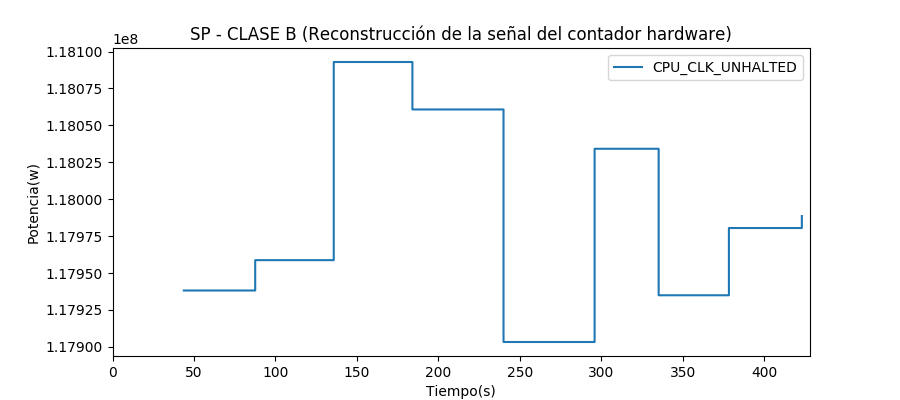 SP - CLASE B (Reconstrucción de la señal del contador hardware)
1e8
1.18100
1.18075
1.18050
1.18025
1.18000
1.17975
1.17950
1.17925
1.17900
Potencia(w)
CPU_CLK_UNHALTED
0 50 100 150 200 250 300 350 400
Tiempo(s)